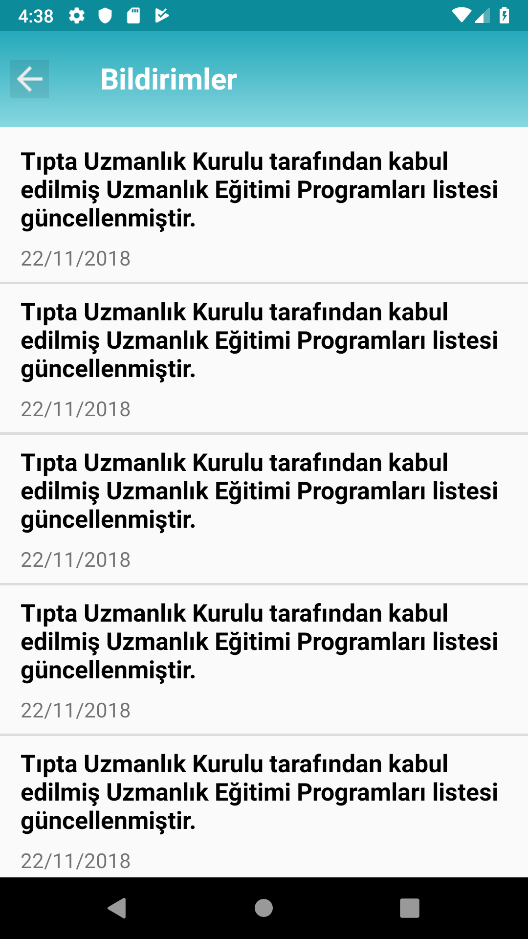 4:38
Bildirimler
Tıpta Uzmanlık Kurulu tarafından kabul
edilmiş Uzmanlık Eğitimi Programları listesi
güncellenmiştir.
22/11/2018
Tıpta Uzmanlık Kurulu tarafından kabul
edilmiş Uzmanlık Eğitimi Programları listesi
güncellenmiştir.
22/11/2018
Tıpta Uzmanlık Kurulu tarafından kabul
edilmiş Uzmanlık Eğitimi Programları listesi
güncellenmiştir.
22/11/2018
Tıpta Uzmanlık Kurulu tarafından kabul
edilmiş Uzmanlık Eğitimi Programları listesi
güncellenmiştir.
22/11/2018
Tıpta Uzmanlık Kurulu tarafından kabul
edilmiş Uzmanlık Eğitimi Programları listesi
güncellenmiştir.
22/11/2018